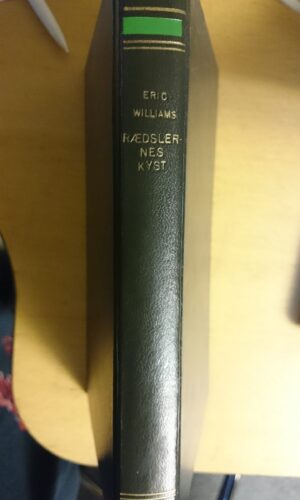 ERIC
WILLIAMS
RÆDSLER-
NES
KYST